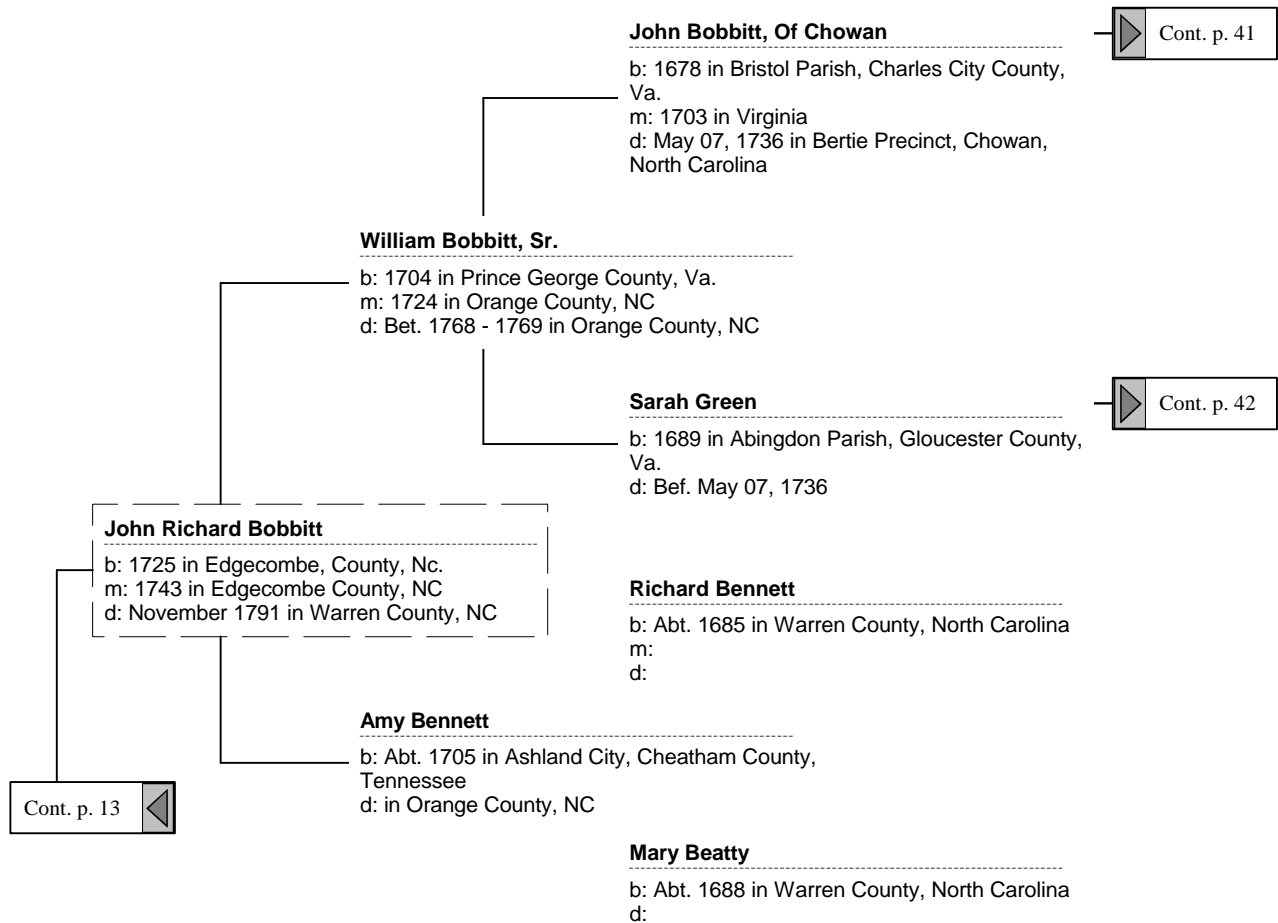 John Bobbitt, Of Chowan
b: 1678 in Bristol Parish, Charles City County,
Va.
m: 1703 in Virginia
d: May 07, 1736 in Bertie Precinct, Chowan,
North Carolina
Cont. p. 41
William Bobbitt, Sr.
b: 1704 in Prince George County, Va.
m: 1724 in Orange County, NC
d: Bet. 1768 - 1769 in Orange County, NC
Sarah Green
b: 1689 in Abingdon Parish, Gloucester County,
Va.
d: Bef. May 07, 1736
Cont. p. 42
John Richard Bobbitt
b: 1725 in Edgecombe, County, Nc.
m: 1743 in Edgecombe County, NC
d: November 1791 in Warren County, NC
Richard Bennett
b: Abt. 1685 in Warren County, North Carolina
m:
d:
Amy Bennett
b: Abt. 1705 in Ashland City, Cheatham County,
Tennessee
d: in Orange County, NC
Cont. p. 13
Mary Beatty
b: Abt. 1688 in Warren County, North Carolina
d: